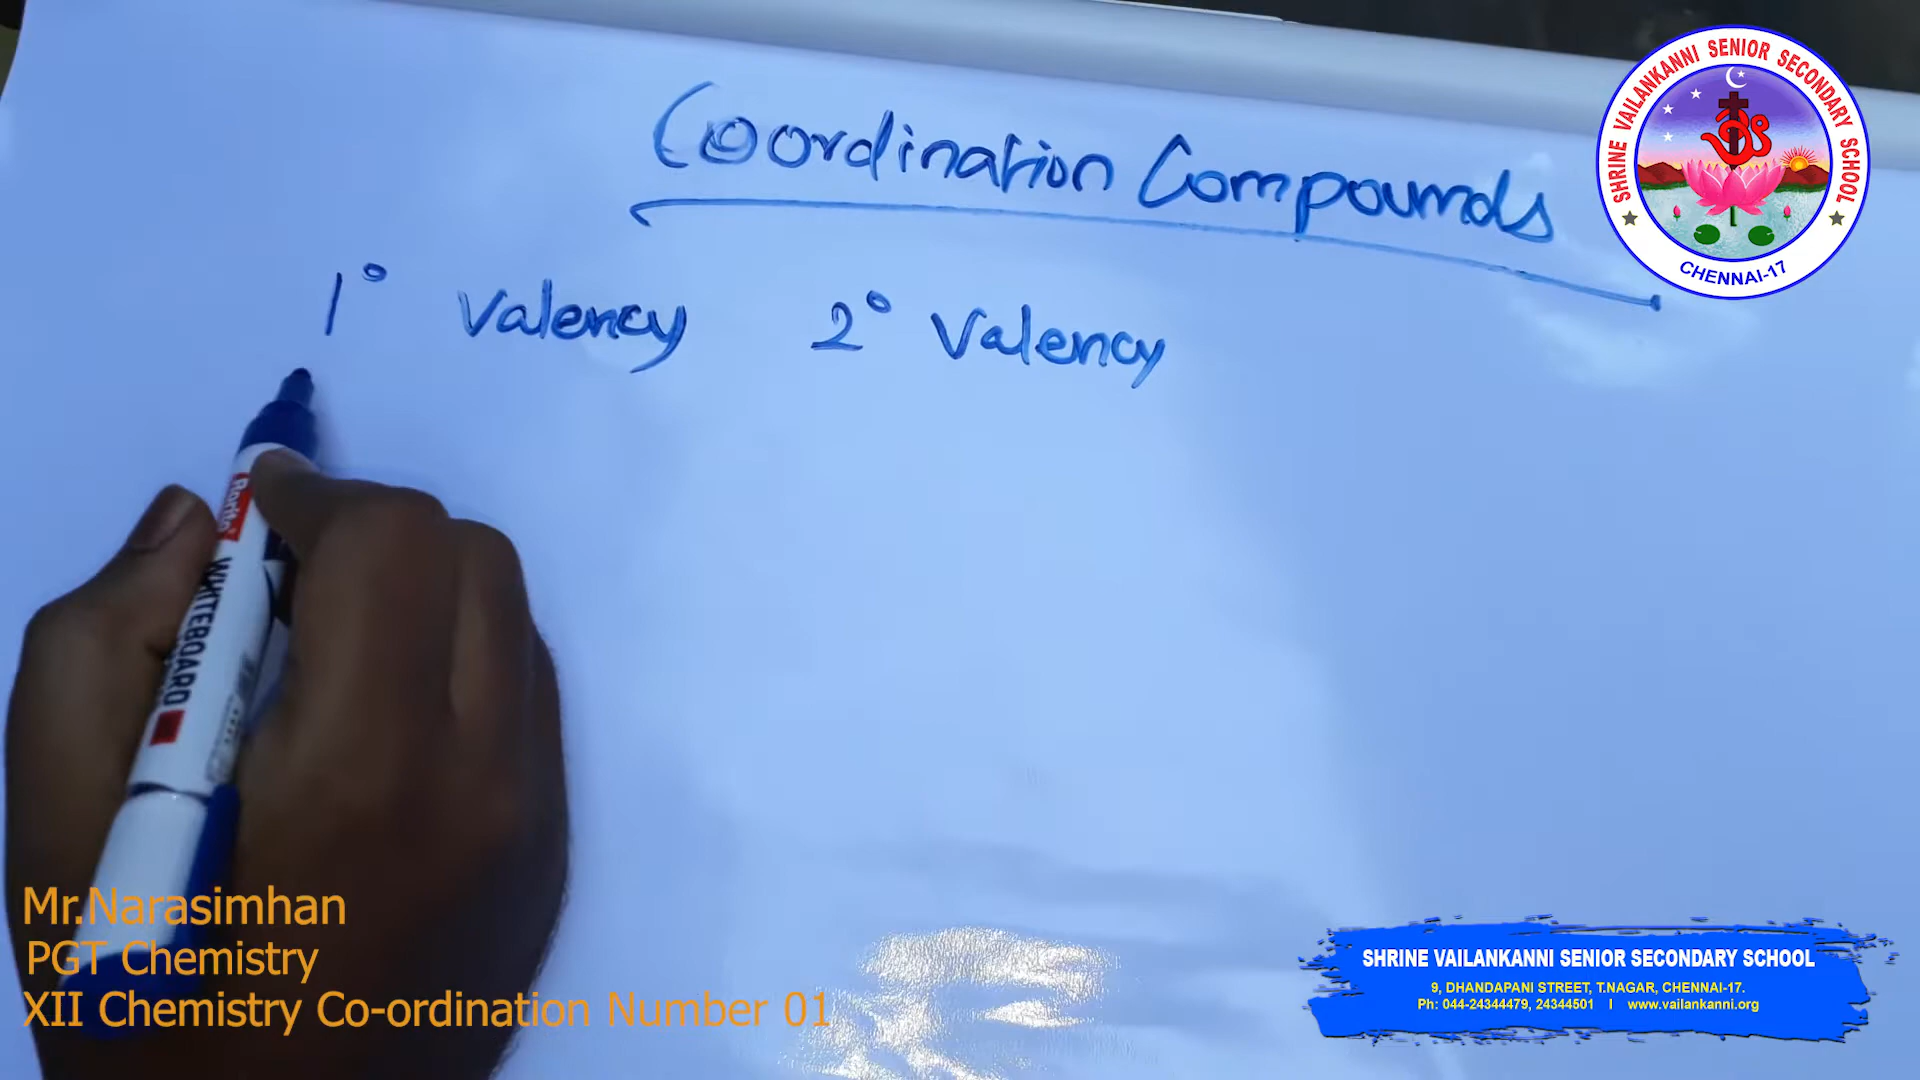 Coordination Compounds
1° Valency 2° Valency
SHRINE VAILANKANNI SENIOR SECONDARY SCHOOL
CHENNAI-17
WHITEBOARD
Mr.Narasimhan
PGT Chemistry
XII Chemistry Co-ordination Number 01
SHRINE VAILANKANNI SENIOR SECONDARY SCHOOL
9, DHANDAPANI STREET, T.NAGAR, CHENNAI-17.
Ph: 044-24344479, 24344501 I www.vailankanni.org